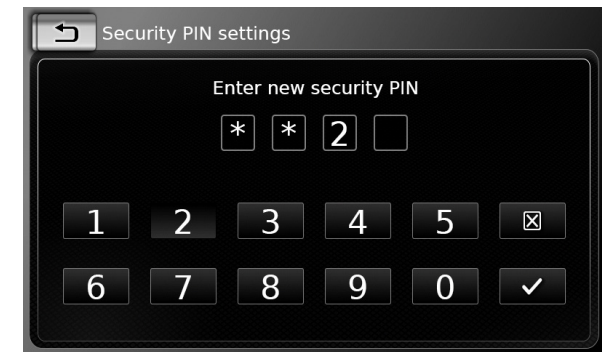 Security PIN settings
Enter new security PIN
* * 2
1 2 3 4 5
6 7 8 9 0